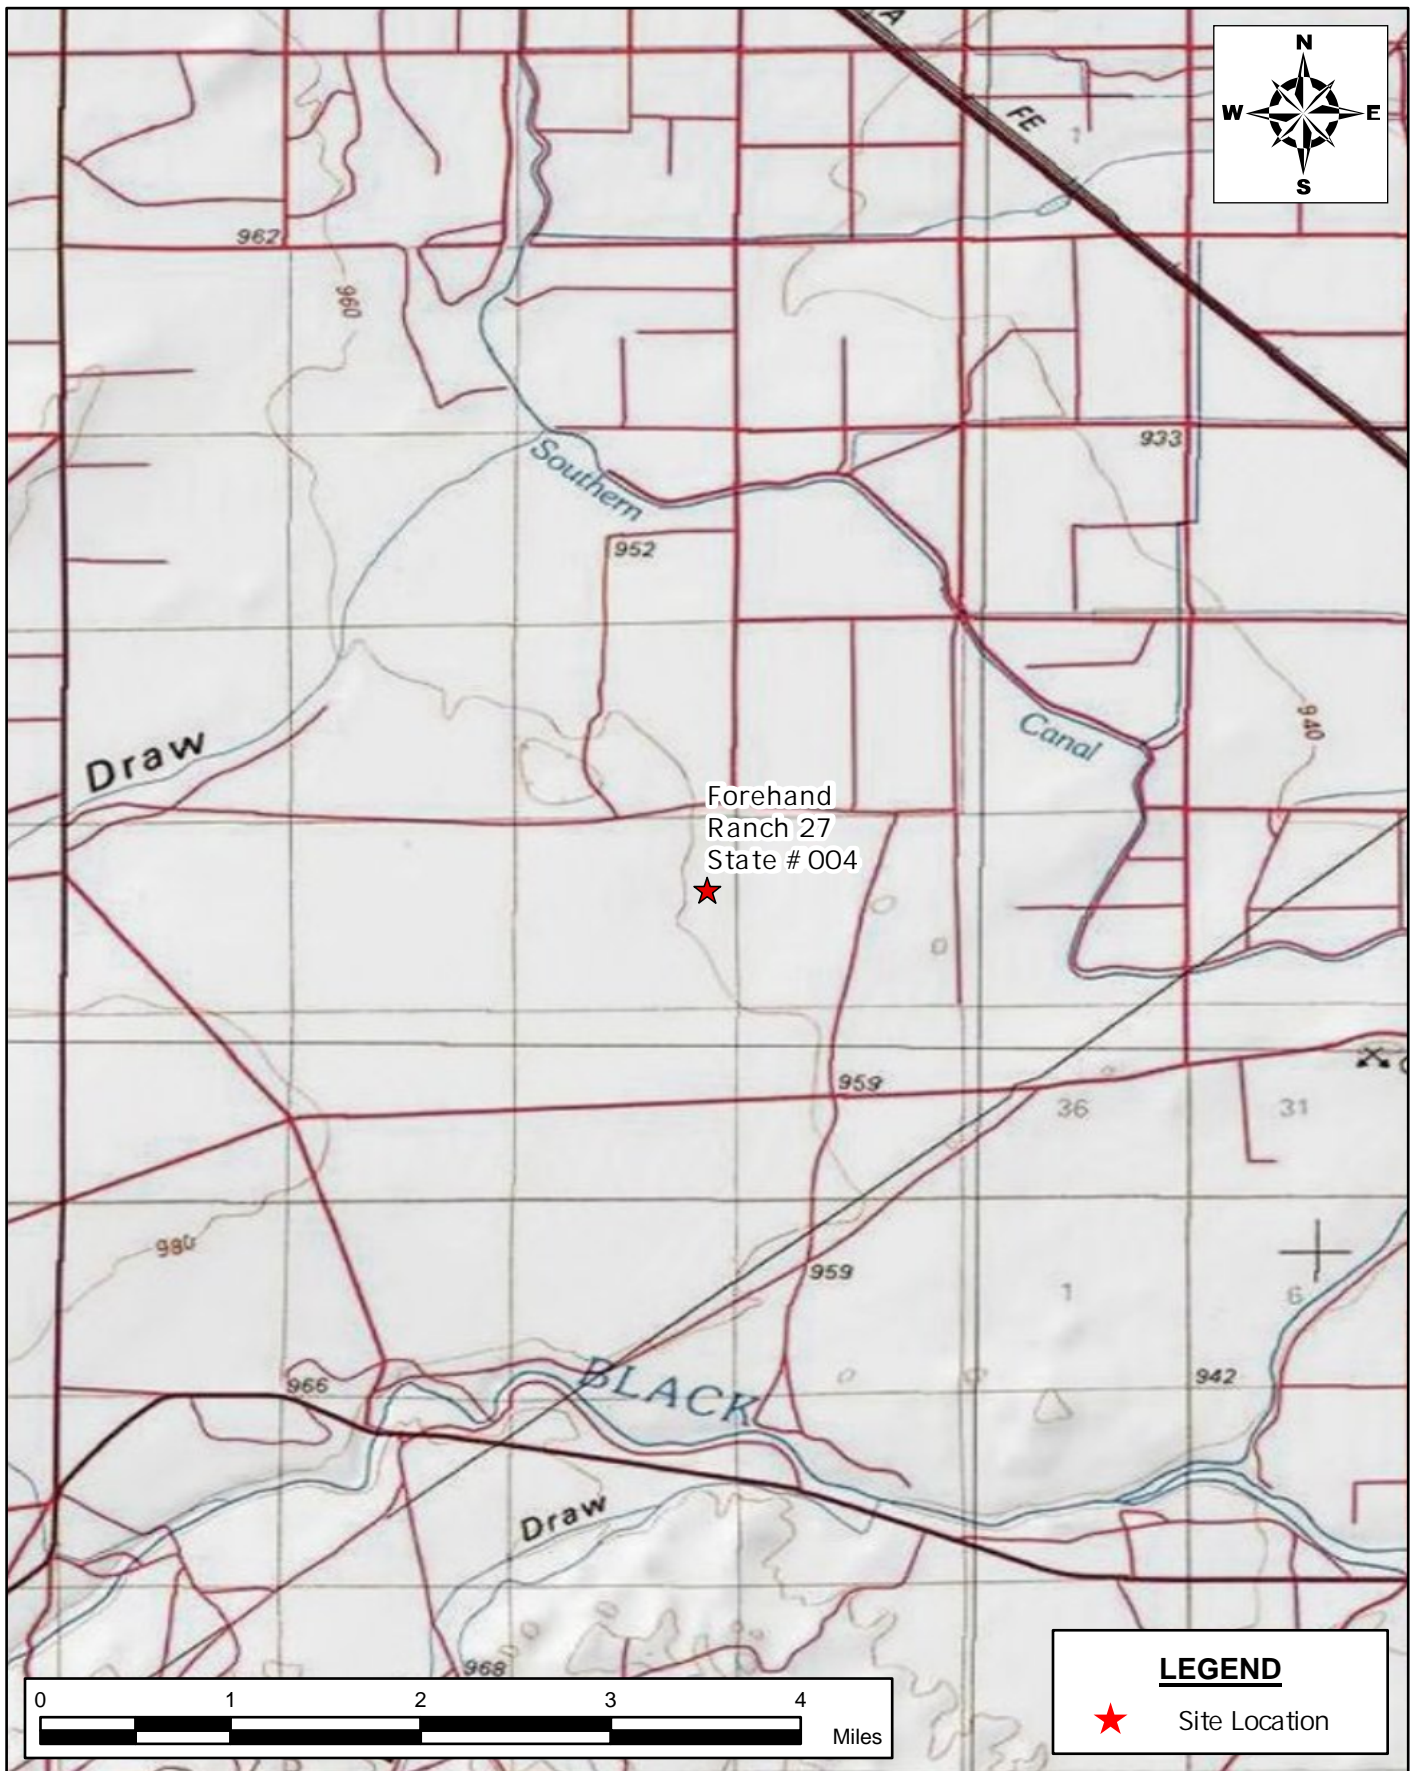 A
FE
N
W E
S
962
960
933
Southern
952
940
Canal
Draw
Forehand
Ranch 27
State # 004
959
36
31
980
959
1
6
966
BLACK
942
Draw
968
0 1 2 3 4
Miles
LEGEND
Site Location